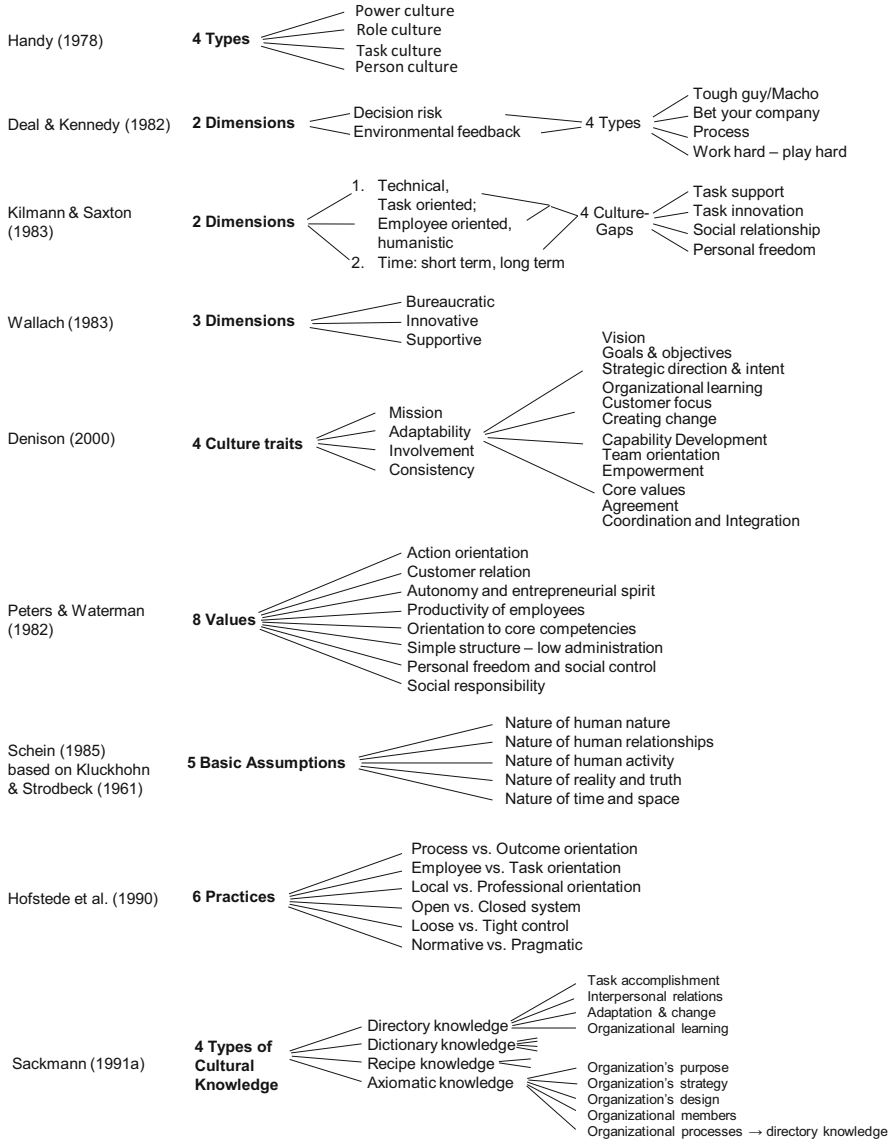 Handy (1978)
4 Types
Power culture
Role culture
Task culture
Person culture
Deal & Kennedy (1982)
2 Dimensions
Decision risk
Environmental feedback
4 Types
Tough guy/Macho
Bet your company
Process
Work hard – play hard
Kilmann & Saxton
(1983)
2 Dimensions
1. Technical,
Task oriented;
Employee oriented,
humanistic
2. Time: short term, long term
4 Culture-
Gaps
Task support
Task innovation
Social relationship
Personal freedom
Wallach (1983)
3 Dimensions
Bureaucratic
Innovative
Supportive
Denison (2000)
4 Culture traits
Mission
Adaptability
Involvement
Consistency
Vision
Goals & objectives
Strategic direction & intent
Organizational learning
Customer focus
Creating change
Capability Development
Team orientation
Empowerment
Core values
Agreement
Coordination and Integration
Peters & Waterman
(1982)
8 Values
Action orientation
Customer relation
Autonomy and entrepreneurial spirit
Productivity of employees
Orientation to core competencies
Simple structure – low administration
Personal freedom and social control
Social responsibility
Schein (1985)
based on Kluckhohn
& Strodbeck (1961)
5 Basic Assumptions
Nature of human nature
Nature of human relationships
Nature of human activity
Nature of reality and truth
Nature of time and space
Hofstede et al. (1990)
6 Practices
Process vs. Outcome orientation
Employee vs. Task orientation
Local vs. Professional orientation
Open vs. Closed system
Loose vs. Tight control
Normative vs. Pragmatic
Sackmann (1991a)
4 Types of
Cultural
Knowledge
Directory knowledge
Dictionary knowledge
Recipe knowledge
Axiomatic knowledge
Task accomplishment
Interpersonal relations
Adaptation & change
Organizational learning
Organization's purpose
Organization's strategy
Organization's design
Organizational members
Organizational processes → directory knowledge